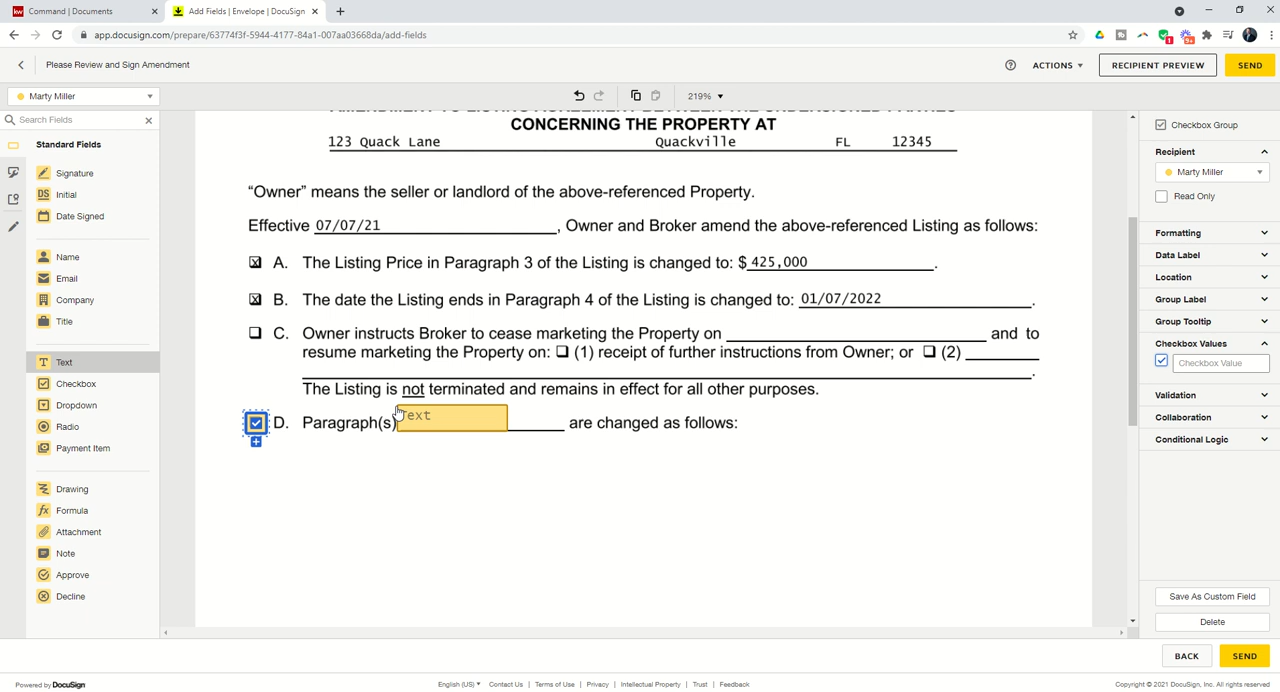 Command | Documents
Add Fields | Envelope | DocuSign
app.docusign.com/prepare/63774f3f-5944-4177-84a1-007aa03668da/add-fields
Please Review and Sign Amendment
ACTIONS
RECIPIENT PREVIEW
SEND
Marty Miller
219%
Search Fields
Standard Fields
Signature
DS Initial
Date Signed
Name
Email
Company
Title
T Text
Checkbox
Dropdown
Radio
Payment Item
Drawing
fx Formula
Attachment
Note
Approve
Decline
AMENDMENT TO LISTING AGREEMENT BETWEEN THE UNDERSIGNED PARTIES
CONCERNING THE PROPERTY AT
123 Quack Lane Quackville FL 12345
“Owner” means the seller or landlord of the above-referenced Property.
Effective 07/07/21, Owner and Broker amend the above-referenced Listing as follows:
A. The Listing Price in Paragraph 3 of the Listing is changed to: $ 425,000.
B. The date the Listing ends in Paragraph 4 of the Listing is changed to: 01/07/2022.
C. Owner instructs Broker to cease marketing the Property on and to
resume marketing the Property on: (1) receipt of further instructions from Owner; or (2)
.
The Listing is not terminated and remains in effect for all other purposes.
D. Paragraph(s) Text are changed as follows:
Checkbox Group
Recipient
Marty Miller
Read Only
Formatting
Data Label
Location
Group Label
Group Tooltip
Checkbox Values
Checkbox Value
Validation
Collaboration
Conditional Logic
Save As Custom Field
Delete
BACK
SEND
Powered by DocuSign
English (US) Contact Us | Terms of Use | Privacy | Intellectual Property | Trust | Feedback
Copyright © 2021 DocuSign, Inc. All rights reserved